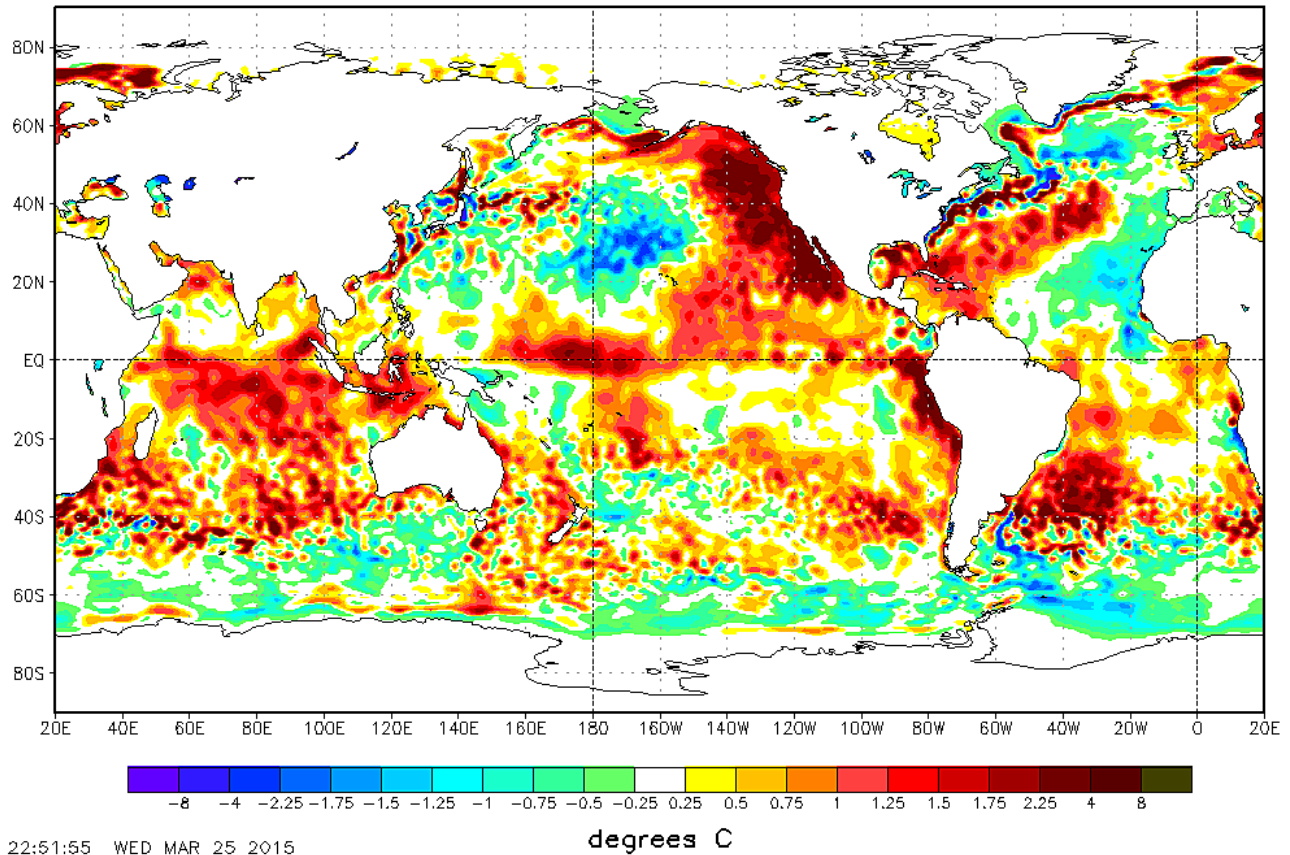 80N
60N
40N
20N
EQ
20S
40S
60S
80S
20E 40E 60E 80E 100E 120E 140E 160E 180 160W 140W 120W 100W 80W 60W 40W 20W 0 20E
-8 -4 -2.25 -1.75 -1.5 -1.25 -1 -0.75 -0.5 -0.25 0.25 0.5 0.75 1 1.25 1.5 1.75 2.25 4 8
degrees C
22:51:55 WED MAR 25 2015